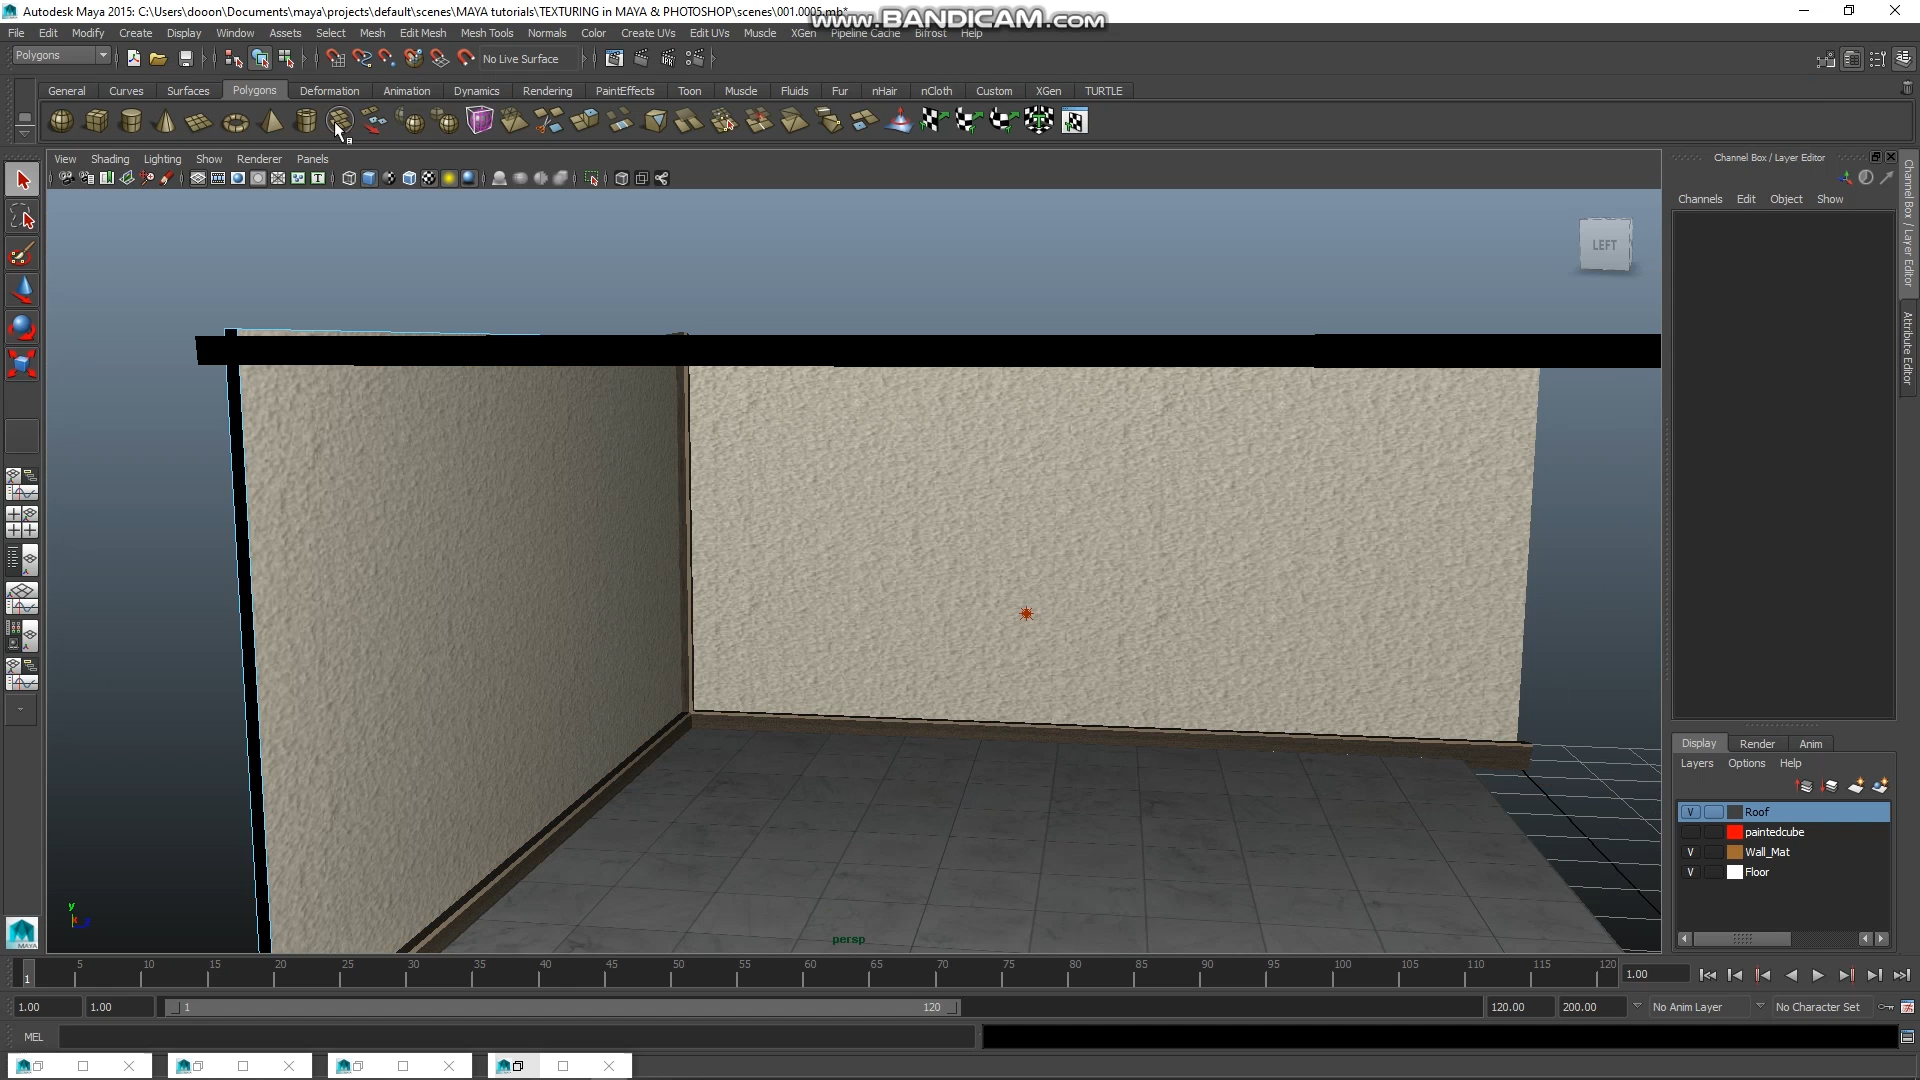 Autodesk Maya 2015: C:\Users\dooon\Documents\maya\projects\default\scenes\MAYA tutorials\TEXTURING in MAYA & PHOTOSHOP\scenes\001.0005.mb*
www.BANDICAM.com
File Edit Modify Create Display Window Assets Select Mesh Edit Mesh Mesh Tools Normals Color Create UVs Edit UVs Muscle XGen Pipeline Cache Bifrost Help
Polygons No Live Surface
General Curves Surfaces Polygons Deformation Animation Dynamics Rendering PaintEffects Toon Muscle Fluids Fur nHair nCloth Custom XGen TURTLE
View Shading Lighting Show Renderer Panels
Channel Box / Layer Editor
Channels Edit Object Show
Channel Box / Layer Editor
Attribute Editor
LEFT
Display Render Anim
Layers Options Help
V Roof
paintedcube
V Wall_Mat
V Floor
y
persp
MAYA
1 5 10 15 20 25 30 35 40 45 50 55 60 65 70 75 80 85 90 95 100 105 110 115 120 1.00
1.00 1.00 1 120 120.00 200.00 No Anim Layer No Character Set
MEL